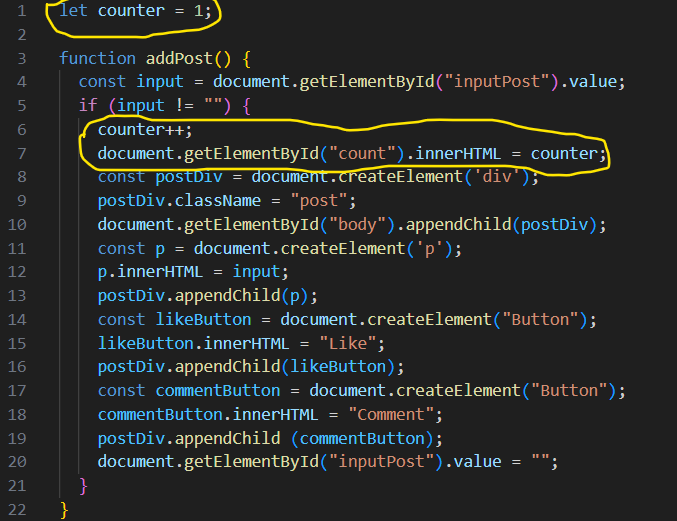 1 let counter = 1;
2
3 function addPost() {
4 const input = document.getElementById("inputPost").value;
5 if (input != "") {
6 counter++;
7 document.getElementById("count").innerHTML = counter;
8 const postDiv = document.createElement('div');
9 postDiv.className = "post";
10 document.getElementById("body").appendChild(postDiv);
11 const p = document.createElement('p');
12 p.innerHTML = input;
13 postDiv.appendChild(p);
14 const likeButton = document.createElement("Button");
15 likeButton.innerHTML = "Like";
16 postDiv.appendChild(likeButton);
17 const commentButton = document.createElement("Button");
18 commentButton.innerHTML = "Comment";
19 postDiv.appendChild (commentButton);
20 document.getElementById("inputPost").value = "";
21 }
22 }